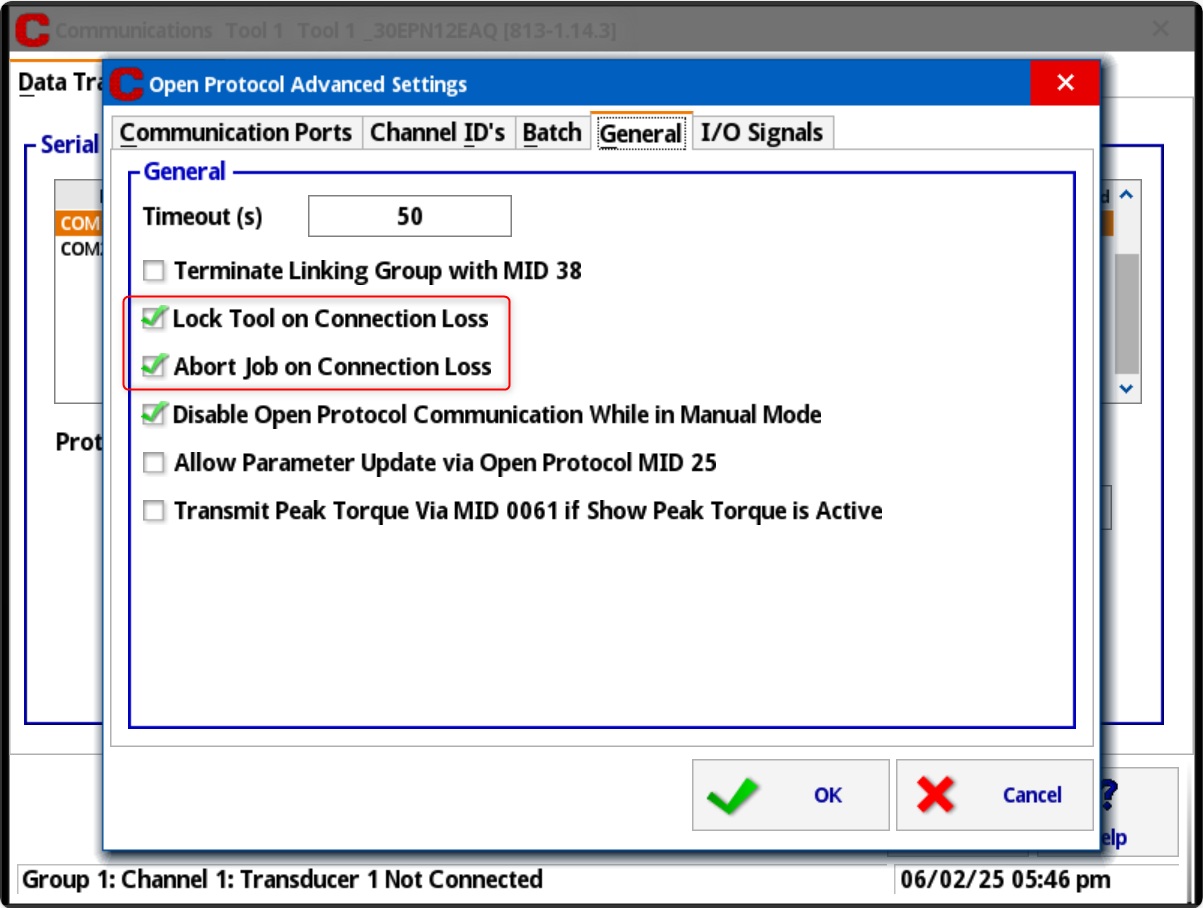 Communications Tool 1 Tool 1 _30EPN12EAQ [813-1.14.3]
Data Tra
Open Protocol Advanced Settings
Communication Ports Channel ID's Batch General I/O Signals
Serial
General
Timeout (s) 50
COM
COM2
Terminate Linking Group with MID 38
Lock Tool on Connection Loss
Abort Job on Connection Loss
Disable Open Protocol Communication While in Manual Mode
Prot
Allow Parameter Update via Open Protocol MID 25
Transmit Peak Torque Via MID 0061 if Show Peak Torque is Active
OK Cancel
?
elp
Group 1: Channel 1: Transducer 1 Not Connected 06/02/25 05:46 pm